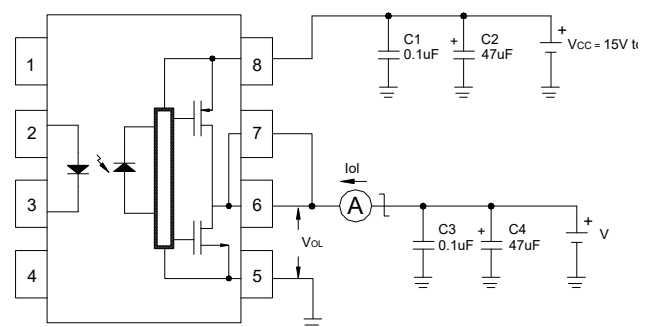 1
2
3
4
8
7
6
5
C1
0.1uF
+ C2
47uF
+
VCC = 15V
Iol
A
VOL
C3
0.1uF
+ C4
47uF
+
V